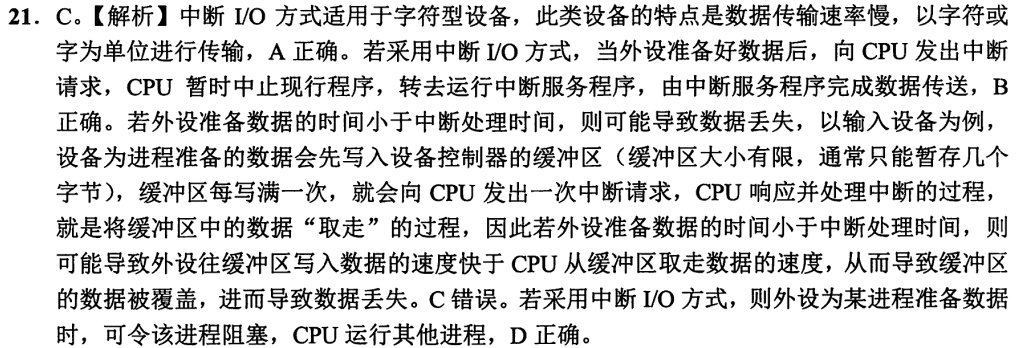 21. C。【解析】中断 I/O 方式适用于字符型设备，此类设备的特点是数据传输速率慢，以字符或
字为单位进行传输，A 正确。若采用中断 I/O 方式，当外设准备好数据后，向 CPU 发出中断
请求，CPU 暂时中止现行程序，转去运行中断服务程序，由中断服务程序完成数据传送，B
正确。若外设准备数据的时间小于中断处理时间，则可能导致数据丢失，以输入设备为例，
设备为进程准备的数据会先写入设备控制器的缓冲区（缓冲区大小有限，通常只能暂存几个
字节），缓冲区每写满一次，就会向 CPU 发出一次中断请求，CPU 响应并处理中断的过程，
就是将缓冲区中的数据“取走”的过程，因此若外设准备数据的时间小于中断处理时间，则
可能导致外设往缓冲区写入数据的速度快于 CPU 从缓冲区取走数据的速度，从而导致缓冲区
的数据被覆盖，进而导致数据丢失。C 错误。若采用中断 I/O 方式，则外设为某进程准备数据
时，可令该进程阻塞，CPU 运行其他进程，D 正确。